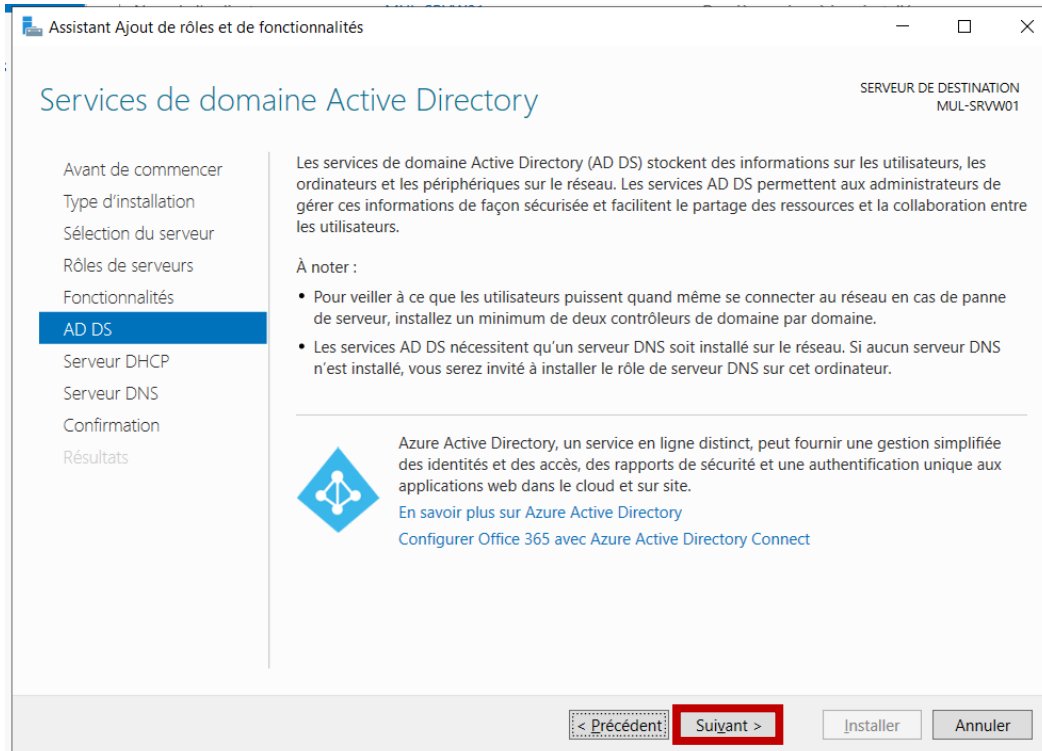 Assistant Ajout de rôles et de fonctionnalités
Services de domaine Active Directory
SERVEUR DE DESTINATION
MUL-SRVW01
Avant de commencer
Type d'installation
Sélection du serveur
Rôles de serveurs
Fonctionnalités
AD DS
Serveur DHCP
Serveur DNS
Confirmation
Résultats
Les services de domaine Active Directory (AD DS) stockent des informations sur les utilisateurs, les
ordinateurs et les périphériques sur le réseau. Les services AD DS permettent aux administrateurs de
gérer ces informations de façon sécurisée et facilitent le partage des ressources et la collaboration entre
les utilisateurs.
À noter :
• Pour veiller à ce que les utilisateurs puissent quand même se connecter au réseau en cas de panne
de serveur, installez un minimum de deux contrôleurs de domaine par domaine.
• Les services AD DS nécessitent qu'un serveur DNS soit installé sur le réseau. Si aucun serveur DNS
n'est installé, vous serez invité à installer le rôle de serveur DNS sur cet ordinateur.
Azure Active Directory, un service en ligne distinct, peut fournir une gestion simplifiée
des identités et des accès, des rapports de sécurité et une authentification unique aux
applications web dans le cloud et sur site.
En savoir plus sur Azure Active Directory
Configurer Office 365 avec Azure Active Directory Connect
< Précédent Suivant > Installer Annuler